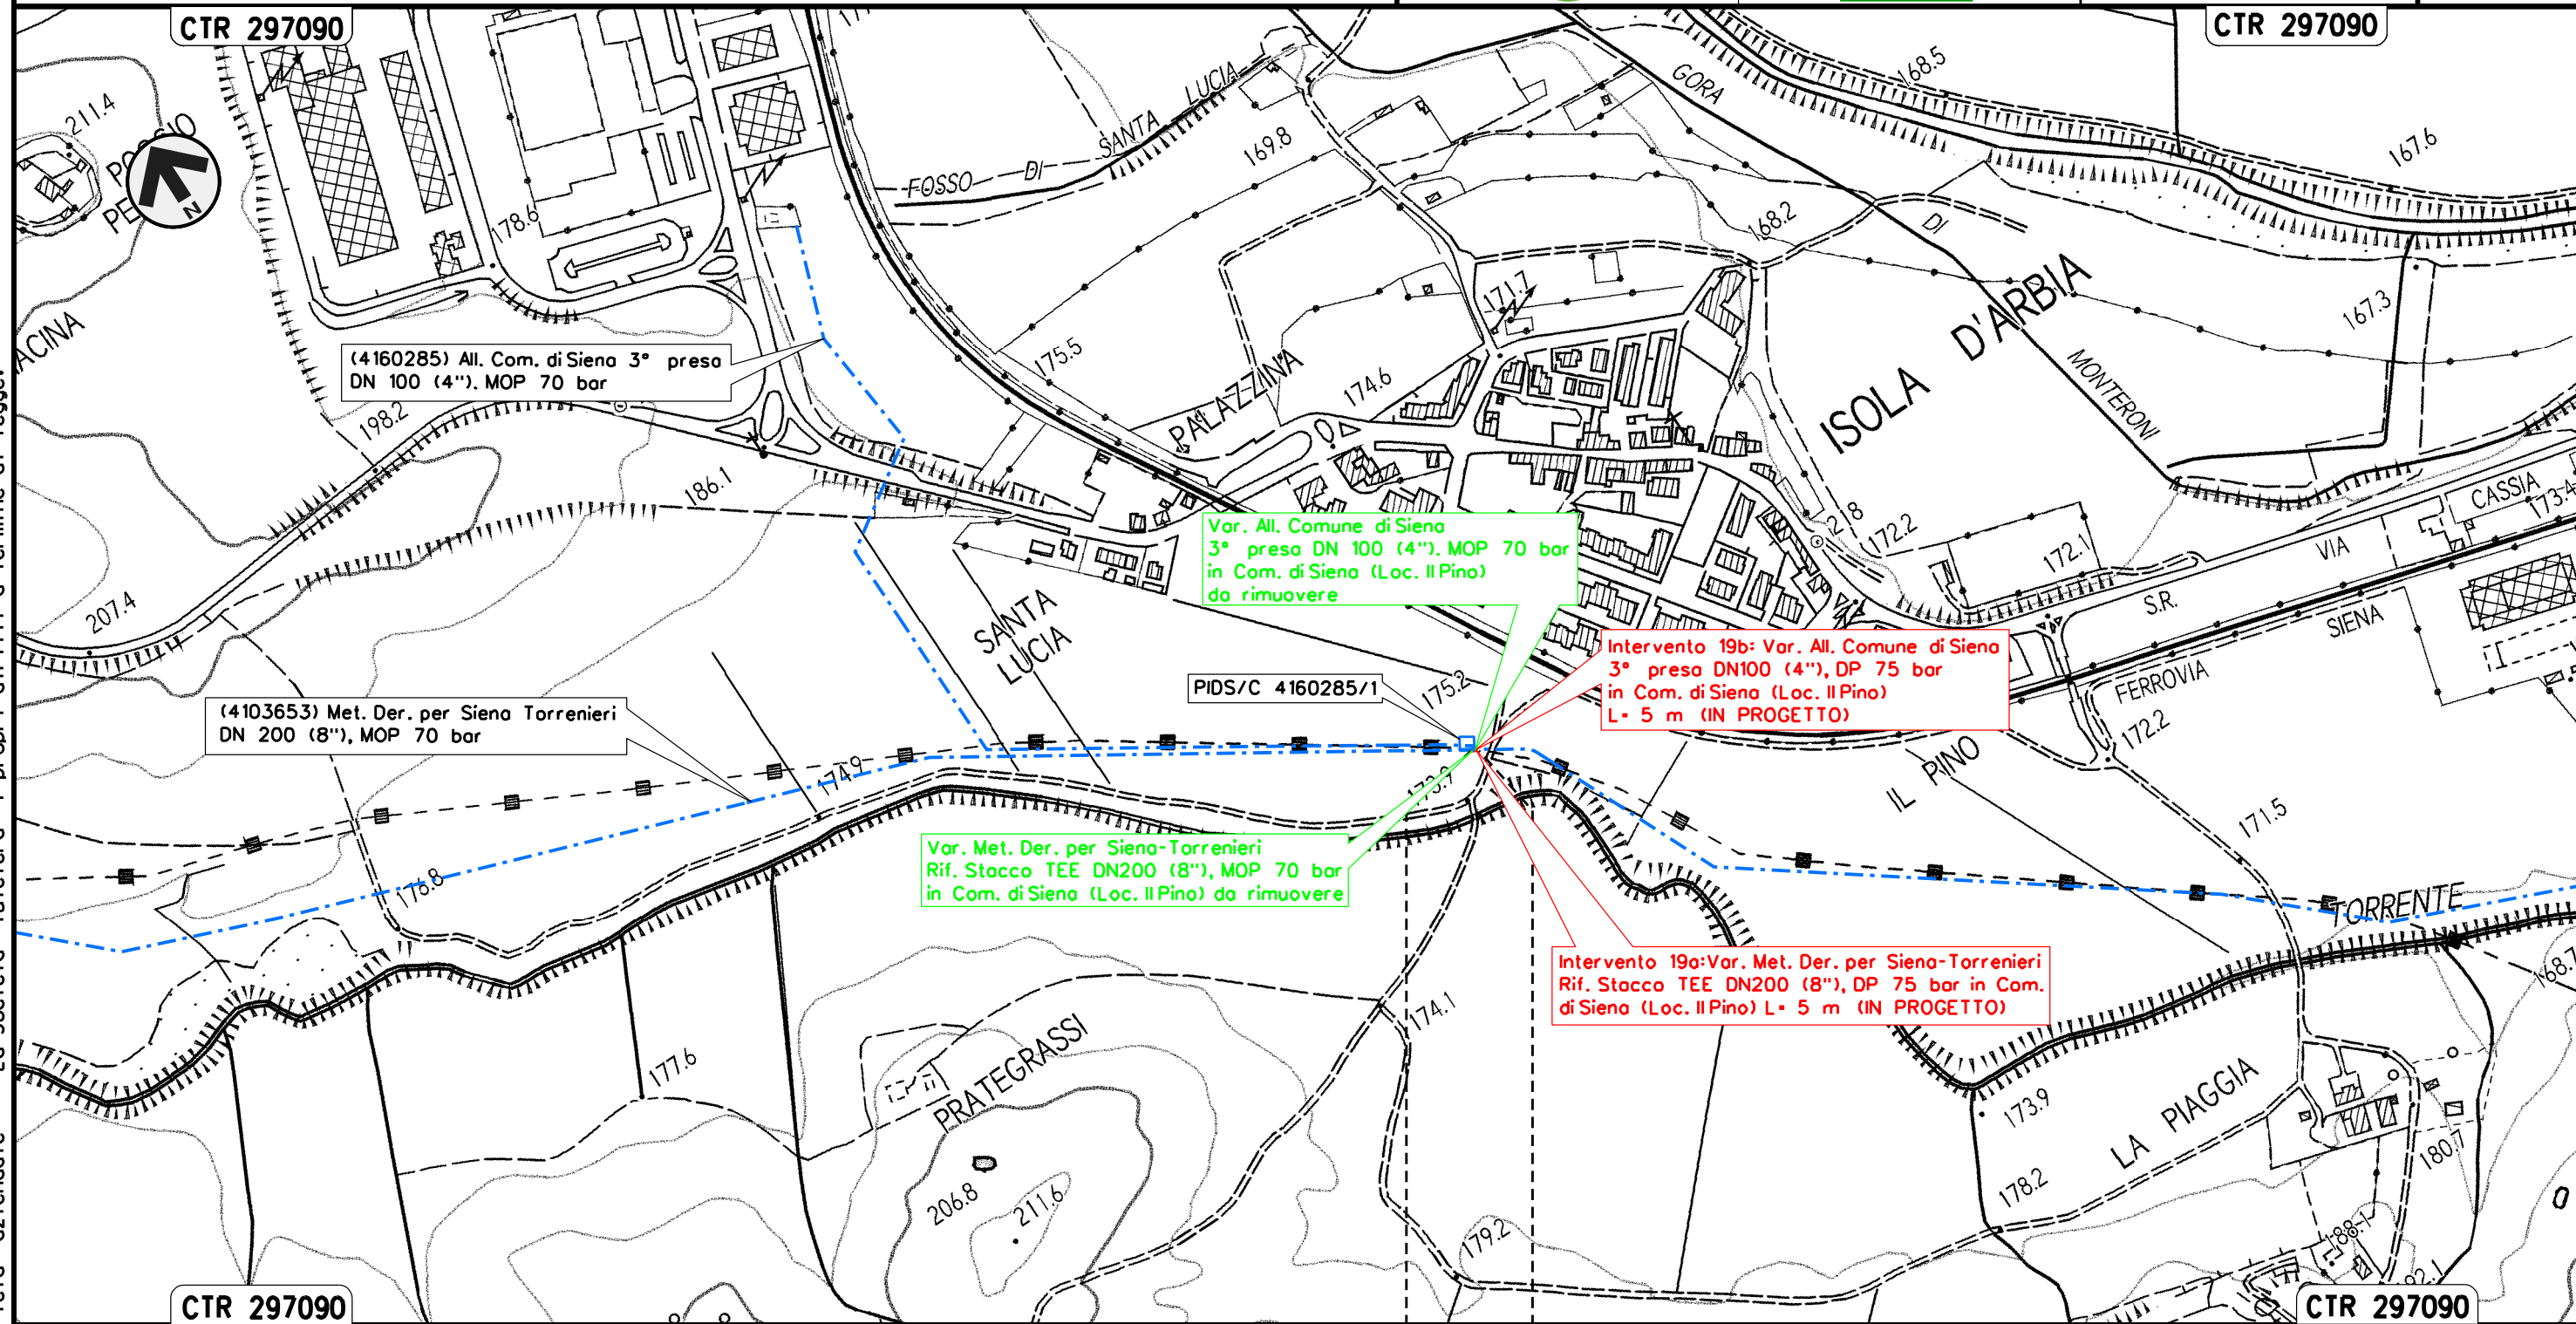 CTR 297090
CTR 297090
211.4
POGGIO
FOSSO DI SANTA LUCIA
169.8
GORA
168.5
167.6
178.6
168.2
DI
ACINA
171.7
ISOLA D'ARBIA
167.3
(4160285) All. Com. di Siena 3° presa
DN 100 (4"). MOP 70 bar
175.5
PALAZZINA
174.6
MONTERONI
198.2
186.1
CASSIA
173.4
172.2
172.1
VIA
S.R.
SIENA
FERROVIA
172.2
Var. All. Comune di Siena
3° presa DN 100 (4"). MOP 70 bar
in Com. di Siena (Loc. Il Pino)
da rimuovere
207.4
SANTA
LUCIA
Intervento 19b: Var. All. Comune di Siena
3° presa DN100 (4"), DP 75 bar
in Com. di Siena (Loc. Il Pino)
L= 5 m (IN PROGETTO)
PIDS/C 4160285/1
175.2
(4103653) Met. Der. per Siena Torrenieri
DN 200 (8"), MOP 70 bar
174.9
173.9
IL PINO
171.5
176.8
Var. Met. Der. per Siena-Torrenieri
Rif. Stacco TEE DN200 (8"), MOP 70 bar
in Com. di Siena (Loc. Il Pino) da rimuovere
TORRENTE
168.7
Intervento 19a:Var. Met. Der. per Siena-Torrenieri
Rif. Stacco TEE DN200 (8"), DP 75 bar in Com.
di Siena (Loc. Il Pino) L= 5 m (IN PROGETTO)
174.1
177.6
PRATEGRASSI
173.9
LA PIAGGIA
180.7
178.2
206.8
211.6
179.2
188.1
N
CTR 297090
CTR 297090